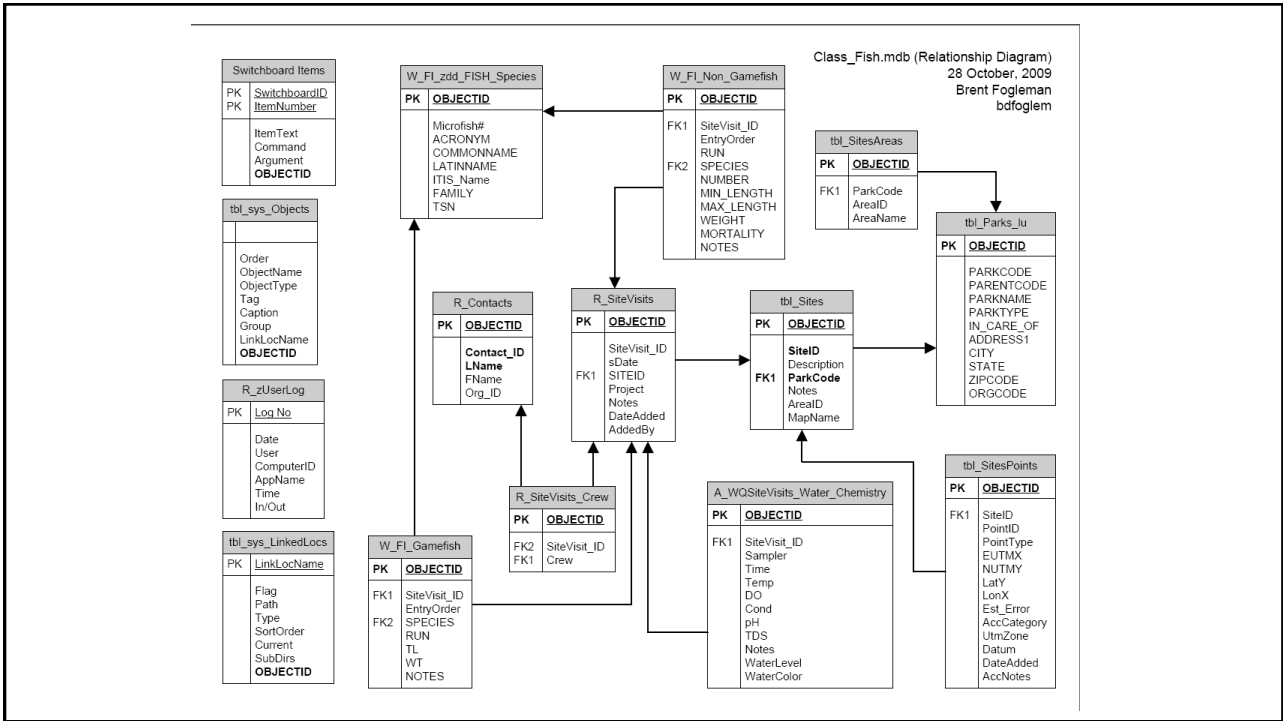 Class_Fish.mdb (Relationship Diagram)
28 October, 2009
Brent Fogleman
bdfoglem
Switchboard Items
PK SwitchboardID
PK ItemNumber
ItemText
Command
Argument
OBJECTID
tbl_sys_Objects
Order
ObjectName
ObjectType
Tag
Caption
Group
LinkLocName
OBJECTID
R_zUserLog
PK Log No
Date
User
ComputerID
AppName
Time
In/Out
tbl_sys_LinkedLocs
PK LinkLocName
Flag
Path
Type
SortOrder
Current
SubDirs
OBJECTID
W_FI_zdd_FISH_Species
PK OBJECTID
Microfish#
ACRONYM
COMMONNAME
LATINNAME
ITIS_Name
FAMILY
TSN
R_Contacts
PK OBJECTID
Contact_ID
LName
FName
Org_ID
R_SiteVisits_Crew
PK OBJECTID
FK2 SiteVisit_ID
FK1 Crew
W_FI_Gamefish
PK OBJECTID
FK1 SiteVisit_ID
EntryOrder
FK2 SPECIES
RUN
TL
WT
NOTES
W_FI_Non_Gamefish
PK OBJECTID
FK1 SiteVisit_ID
EntryOrder
RUN
FK2 SPECIES
NUMBER
MIN_LENGTH
MAX_LENGTH
WEIGHT
MORTALITY
NOTES
R_SiteVisits
PK OBJECTID
SiteVisit_ID
sDate
FK1 SITEID
Project
Notes
DateAdded
AddedBy
A_WQSiteVisits_Water_Chemistry
PK OBJECTID
FK1 SiteVisit_ID
Sampler
Time
Temp
DO
Cond
pH
TDS
Notes
WaterLevel
WaterColor
tbl_Sites
PK OBJECTID
SiteID
Description
FK1 ParkCode
Notes
AreaID
MapName
tbl_SitesAreas
PK OBJECTID
FK1 ParkCode
AreaID
AreaName
tbl_Parks_lu
PK OBJECTID
PARKCODE
PARENTCODE
PARKNAME
PARKTYPE
IN_CARE_OF
ADDRESS1
CITY
STATE
ZIPCODE
ORGCODE
tbl_SitesPoints
PK OBJECTID
FK1 SiteID
PointID
PointType
EUTMX
NUTMY
LatY
LonX
Est_Error
AccCategory
UtmZone
Datum
DateAdded
AccNotes